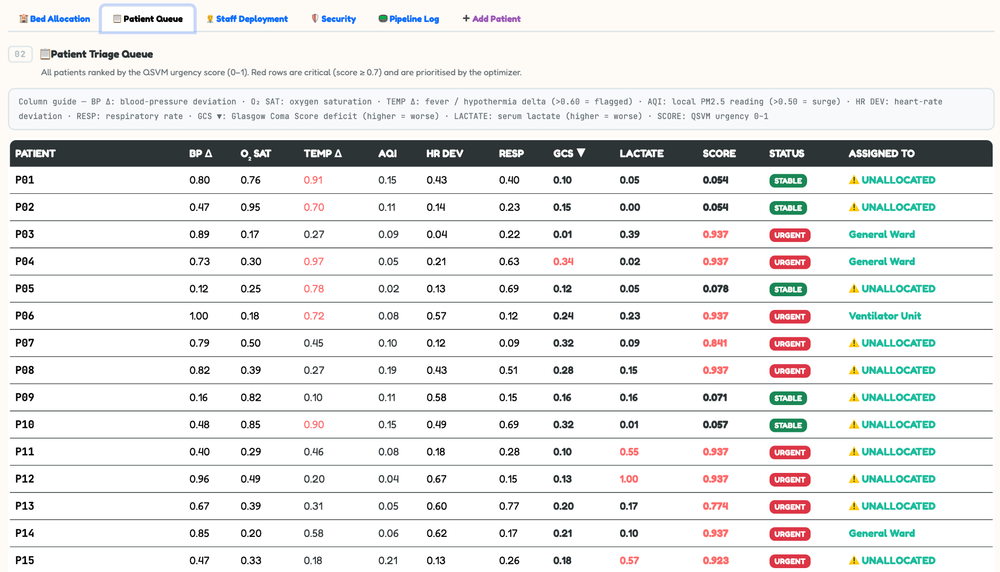 Bed Allocation Patient Queue Staff Deployment Security Pipeline Log + Add Patient
02 Patient Triage Queue
All patients ranked by the QSVM urgency score (0–1). Red rows are critical (score ≥ 0.7) and are prioritised by the optimizer.
Column guide — BP Δ: blood-pressure deviation · O₂ SAT: oxygen saturation · TEMP Δ: fever / hypothermia delta (>0.60 = flagged) · AQI: local PM2.5 reading (>0.50 = surge) · HR DEV: heart-rate
deviation · RESP: respiratory rate · GCS ▼: Glasgow Coma Score deficit (higher = worse) · LACTATE: serum lactate (higher = worse) · SCORE: QSVM urgency 0–1
PATIENT BP Δ O₂ SAT TEMP Δ AQI HR DEV RESP GCS ▼ LACTATE SCORE STATUS ASSIGNED TO
P01 0.80 0.76 0.91 0.15 0.43 0.40 0.10 0.05 0.054 STABLE ⚠️ UNALLOCATED
P02 0.47 0.95 0.70 0.11 0.14 0.23 0.15 0.00 0.054 STABLE ⚠️ UNALLOCATED
P03 0.89 0.17 0.27 0.09 0.04 0.22 0.01 0.39 0.937 URGENT General Ward
P04 0.73 0.30 0.97 0.05 0.21 0.63 0.34 0.02 0.937 URGENT General Ward
P05 0.12 0.25 0.78 0.02 0.13 0.69 0.12 0.05 0.078 STABLE ⚠️ UNALLOCATED
P06 1.00 0.18 0.72 0.08 0.57 0.12 0.24 0.23 0.937 URGENT Ventilator Unit
P07 0.79 0.50 0.45 0.10 0.12 0.09 0.32 0.09 0.841 URGENT ⚠️ UNALLOCATED
P08 0.82 0.39 0.27 0.19 0.43 0.51 0.28 0.15 0.937 URGENT ⚠️ UNALLOCATED
P09 0.16 0.82 0.10 0.11 0.58 0.15 0.16 0.16 0.071 STABLE ⚠️ UNALLOCATED
P10 0.48 0.85 0.90 0.15 0.49 0.69 0.32 0.01 0.057 STABLE ⚠️ UNALLOCATED
P11 0.40 0.29 0.46 0.08 0.18 0.28 0.10 0.55 0.937 URGENT ⚠️ UNALLOCATED
P12 0.96 0.49 0.20 0.04 0.67 0.15 0.13 1.00 0.937 URGENT ⚠️ UNALLOCATED
P13 0.67 0.39 0.31 0.05 0.60 0.77 0.20 0.17 0.774 URGENT ⚠️ UNALLOCATED
P14 0.85 0.20 0.58 0.06 0.62 0.17 0.21 0.10 0.937 URGENT General Ward
P15 0.47 0.33 0.18 0.21 0.13 0.26 0.18 0.57 0.923 URGENT ⚠️ UNALLOCATED